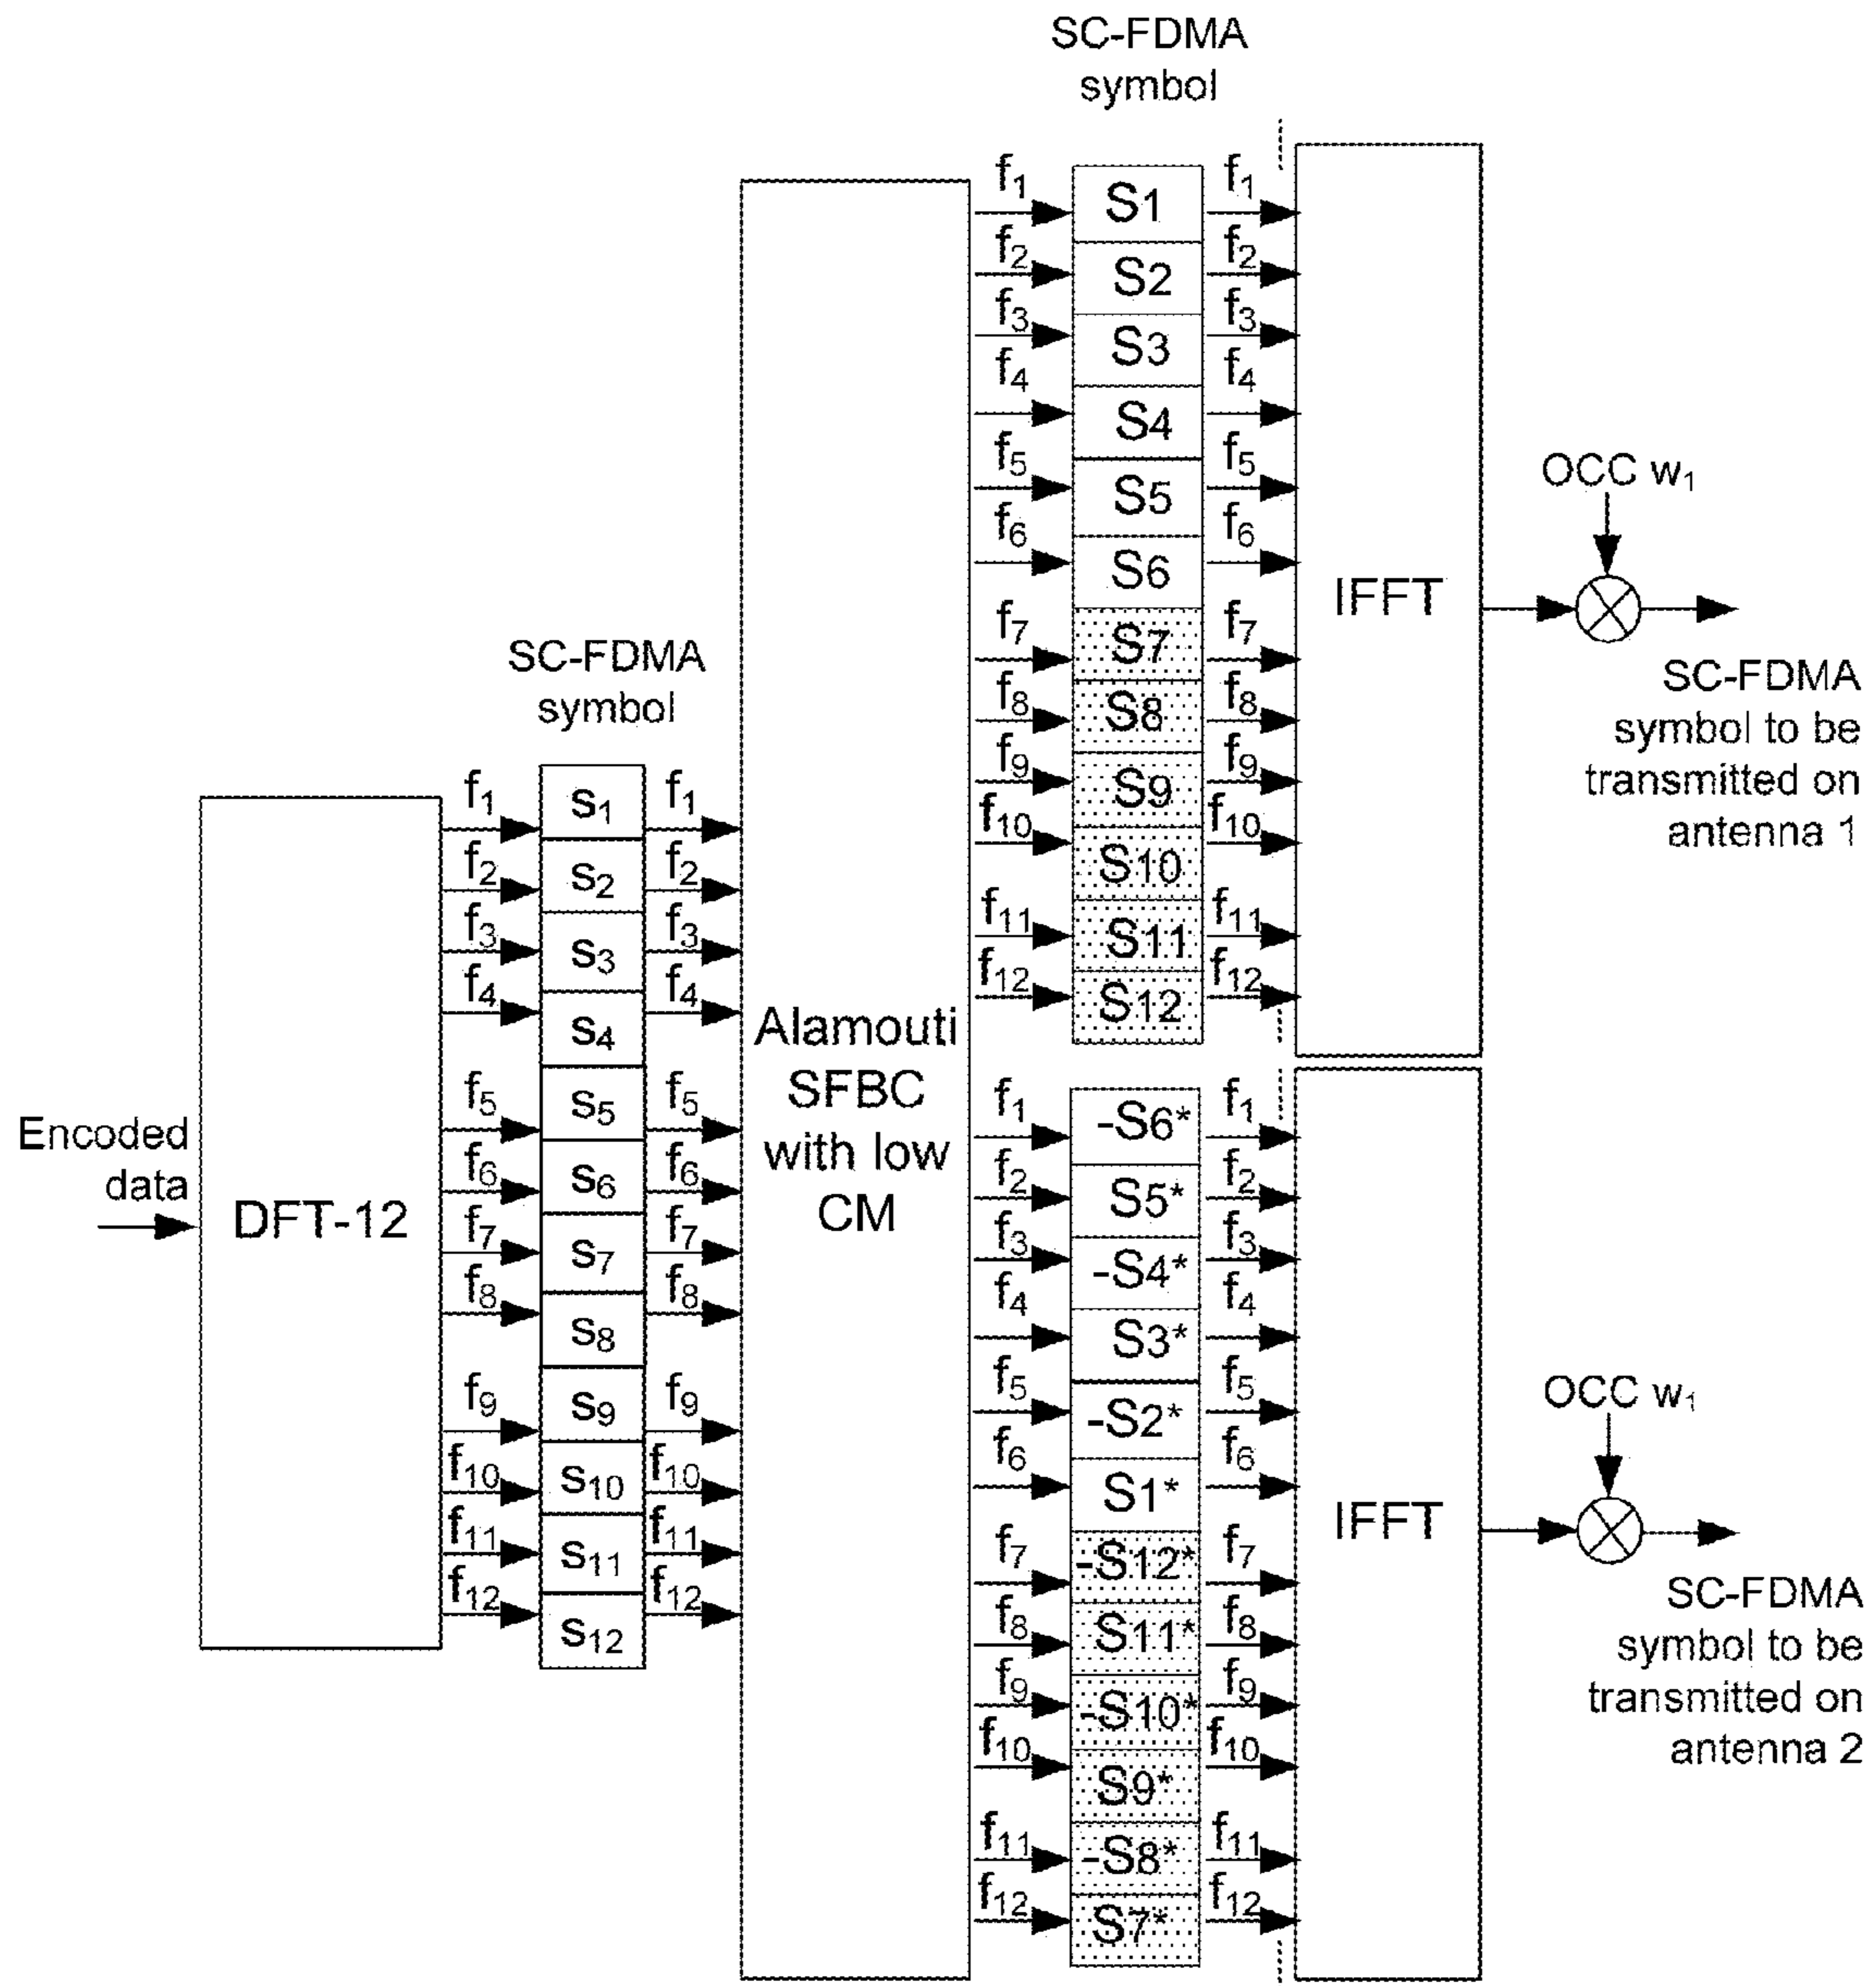 SC-FDMA
symbol
f1 S1 f1
f2 S2 f2
f3 S3 f3
f4 S4 f4
f5 S5 f5
f6 S6 f6
f7 S7 f7
f8 S8 f8
f9 S9 f9
f10 S10 f10
f11 S11 f11
f12 S12 f12
IFFT
OCC w1
SC-FDMA
symbol to be
transmitted on
antenna 1
SC-FDMA
symbol
Encoded
data
DFT-12
f1 s1 f1
f2 s2 f2
f3 s3 f3
f4 s4 f4
f5 s5 f5
f6 s6 f6
f7 s7 f7
f8 s8 f8
f9 s9 f9
f10 s10 f10
f11 s11 f11
f12 s12 f12
Alamouti
SFBC
with low
CM
f1 -S6* f1
f2 S5* f2
f3 -S4* f3
f4 S3* f4
f5 -S2* f5
f6 S1* f6
f7 -S12* f7
f8 S11* f8
f9 -S10* f9
f10 S9* f10
f11 -S8* f11
f12 S7* f12
IFFT
OCC w1
SC-FDMA
symbol to be
transmitted on
antenna 2